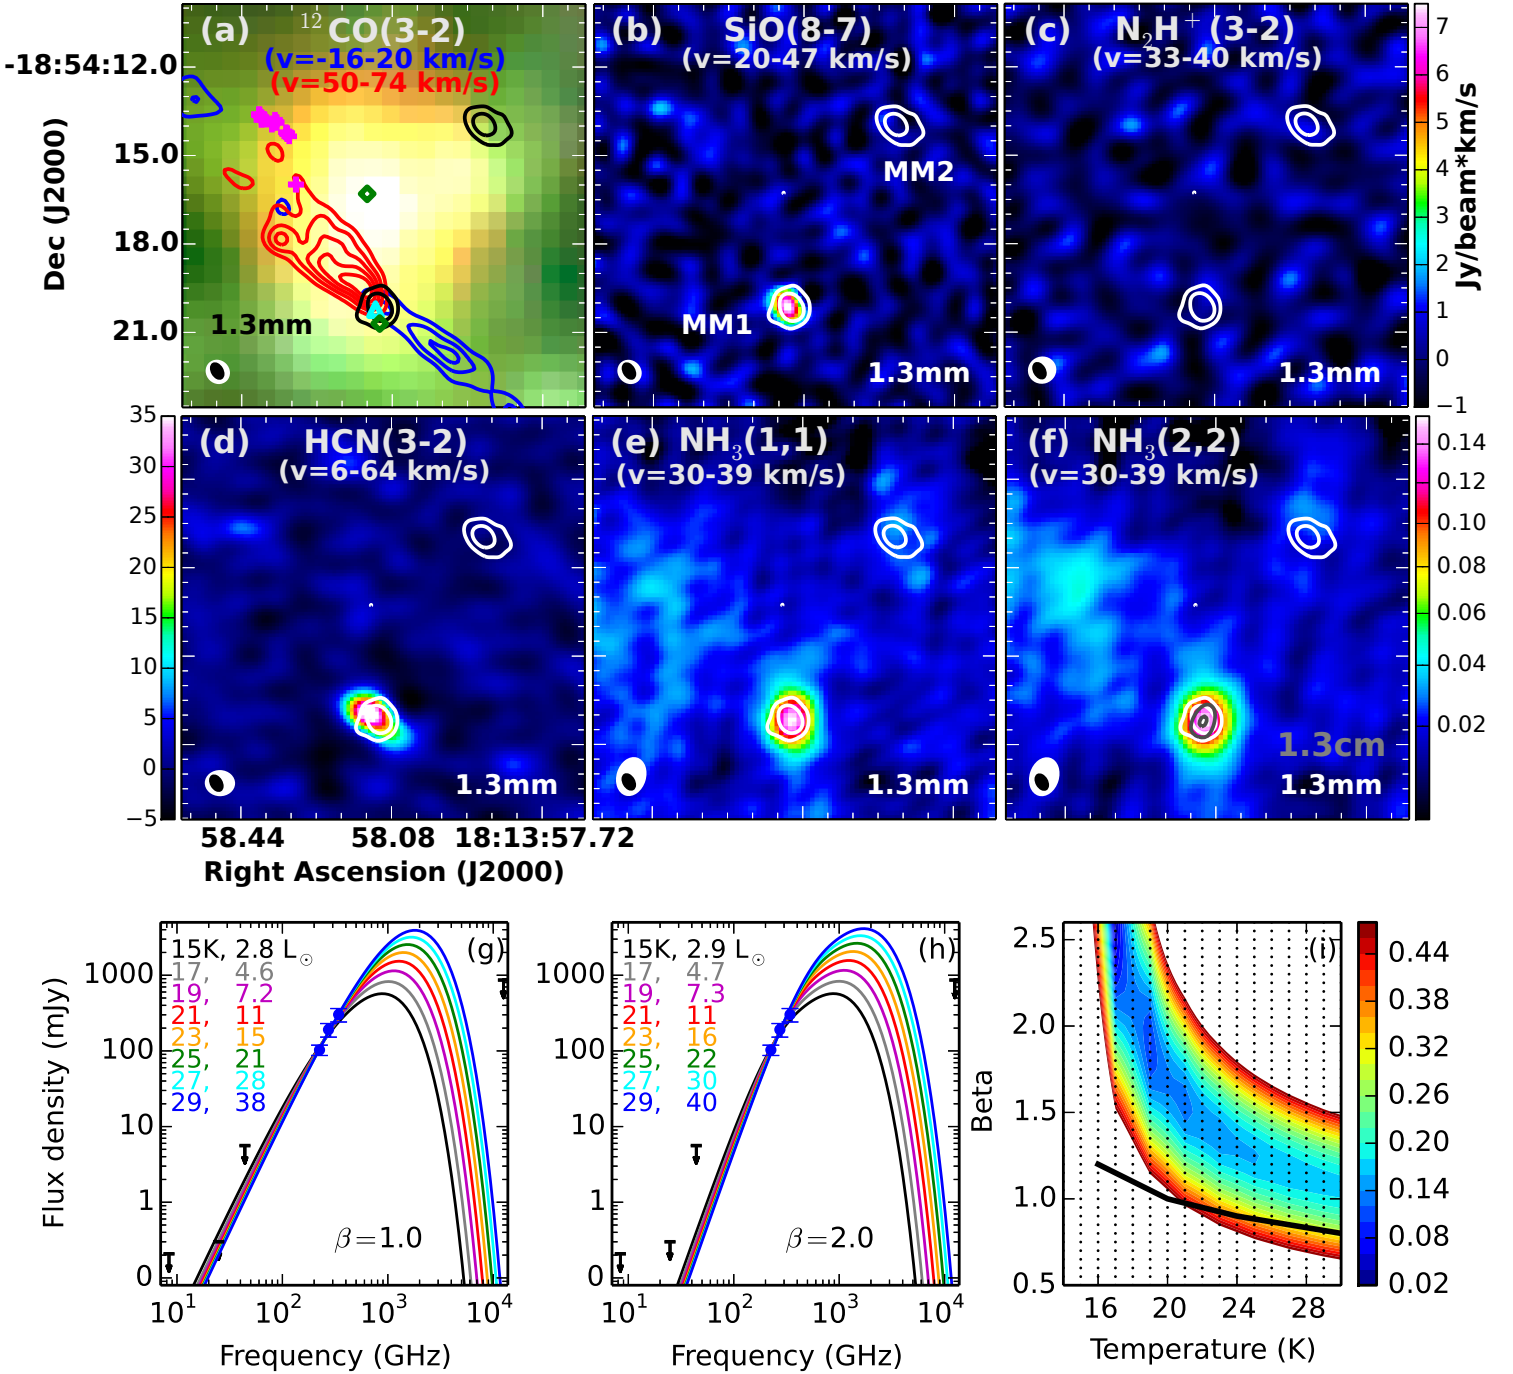 (a) ¹²CO(3-2)
(v=-16-20 km/s)
(v=50-74 km/s)
1.3mm
(b) SiO(8-7)
(v=20-47 km/s)
MM2
MM1
1.3mm
(c) N₂H⁺(3-2)
(v=33-40 km/s)
1.3mm
-18:54:12.0
15.0
18.0
21.0
Dec (J2000)
7
6
5
4
3
2
1
0
−1
Jy/beam*km/s
35
30
25
20
15
10
5
0
−5
(d) HCN(3-2)
(v=6-64 km/s)
1.3mm
(e) NH₃(1,1)
(v=30-39 km/s)
1.3mm
(f) NH₃(2,2)
(v=30-39 km/s)
1.3cm
1.3mm
0.14
0.12
0.10
0.08
0.06
0.04
0.02
58.44 58.08 18:13:57.72
Right Ascension (J2000)
(g)
15K, 2.8 L☉
17, 4.6
19, 7.2
21, 11
23, 15
25, 21
27, 28
29, 38
β=1.0
1000
100
10
1
0
Flux density (mJy)
10¹ 10² 10³ 10⁴
Frequency (GHz)
(h)
15K, 2.9 L☉
17, 4.7
19, 7.3
21, 11
23, 16
25, 22
27, 30
29, 40
β=2.0
1000
100
10
1
0
10¹ 10² 10³ 10⁴
Frequency (GHz)
(i)
2.5
2.0
1.5
1.0
0.5
Beta
16 20 24 28
Temperature (K)
0.44
0.38
0.32
0.26
0.20
0.14
0.08
0.02